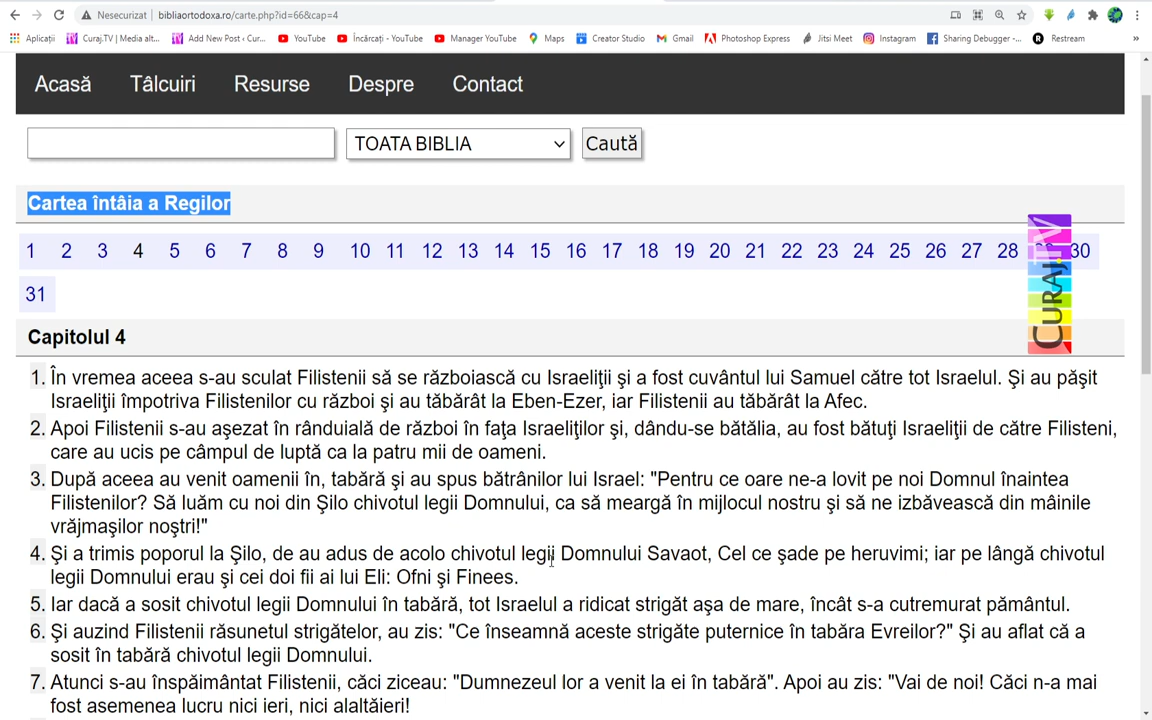 Nesecurizat | bibliaortodoxa.ro/carte.php?id=66&cap=4
Aplicații Curaj.TV | Media alt... Add New Post ‹ Cur... YouTube Încărcați - YouTube Manager YouTube Maps Creator Studio Gmail Photoshop Express Jitsi Meet Instagram Sharing Debugger -... Restream »
Acasă Tâlcuiri Resurse Despre Contact
TOATA BIBLIA Caută
Cartea întâia a Regilor
1 2 3 4 5 6 7 8 9 10 11 12 13 14 15 16 17 18 19 20 21 22 23 24 25 26 27 28 30
31
CURAJ.TV
Capitolul 4
1. În vremea aceea s-au sculat Filistenii să se războiască cu Israeliţii şi a fost cuvântul lui Samuel către tot Israelul. Şi au păşit
Israeliţii împotriva Filistenilor cu război şi au tăbărât la Eben-Ezer, iar Filistenii au tăbărât la Afec.
2. Apoi Filistenii s-au aşezat în rânduială de război în faţa Israeliţilor şi, dându-se bătălia, au fost bătuţi Israeliţii de către Filisteni,
care au ucis pe câmpul de luptă ca la patru mii de oameni.
3. După aceea au venit oamenii în, tabără şi au spus bătrânilor lui Israel: "Pentru ce oare ne-a lovit pe noi Domnul înaintea
Filistenilor? Să luăm cu noi din Şilo chivotul legii Domnului, ca să meargă în mijlocul nostru şi să ne izbăvească din mâinile
vrăjmaşilor noştri!"
4. Şi a trimis poporul la Şilo, de au adus de acolo chivotul legii Domnului Savaot, Cel ce şade pe heruvimi; iar pe lângă chivotul
legii Domnului erau şi cei doi fii ai lui Eli: Ofni şi Finees.
5. Iar dacă a sosit chivotul legii Domnului în tabără, tot Israelul a ridicat strigăt aşa de mare, încât s-a cutremurat pământul.
6. Şi auzind Filistenii răsunetul strigătelor, au zis: "Ce înseamnă aceste strigăte puternice în tabăra Evreilor?" Şi au aflat că a
sosit în tabără chivotul legii Domnului.
7. Atunci s-au înspăimântat Filistenii, căci ziceau: "Dumnezeul lor a venit la ei în tabără". Apoi au zis: "Vai de noi! Căci n-a mai
fost asemenea lucru nici ieri, nici alaltăieri!